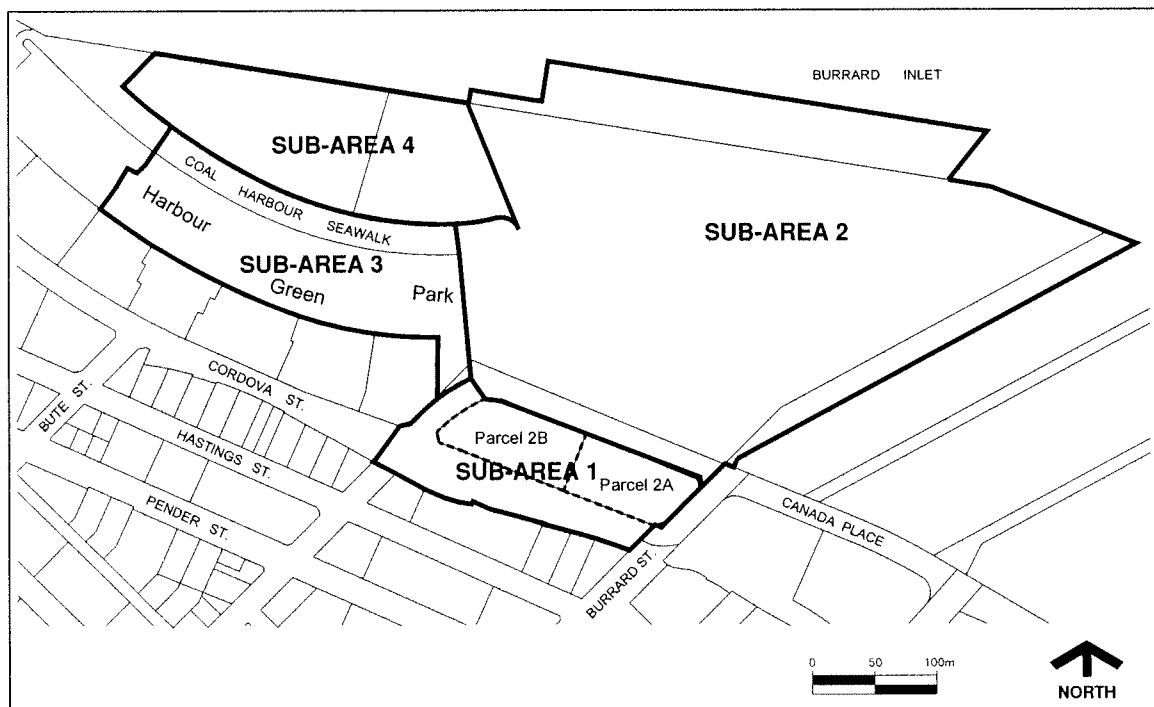 BURRARD INLET
SUB-AREA 4
COAL HARBOUR SEAWALK
Harbour
SUB-AREA 3
Green Park
SUB-AREA 2
CORDOVA ST.
BUTE ST.
HASTINGS ST.
PENDER ST.
Parcel 2B
SUB-AREA 1
Parcel 2A
CANADA PLACE
BURRARD ST.
0 50 100m
NORTH